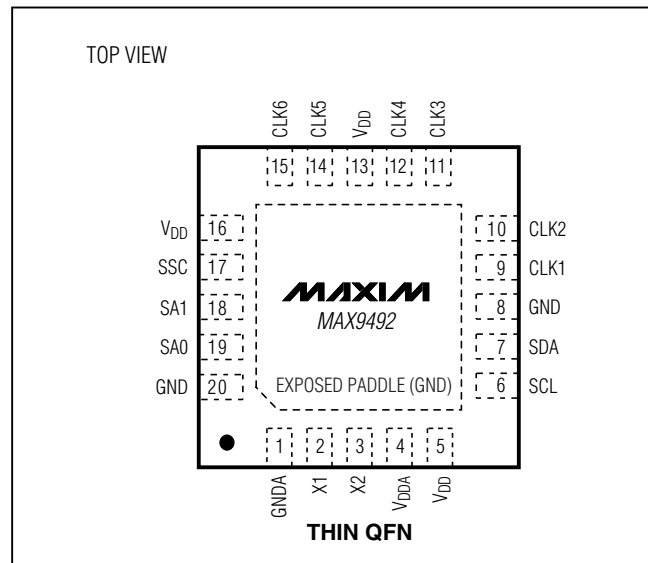 TOP VIEW
CLK6 CLK5 VDD CLK4 CLK3
15 14 13 12 11
VDD 16
SSC 17
SA1 18
SA0 19
GND 20
MAXIM
MAX9492
EXPOSED PADDLE (GND)
10 CLK2
9 CLK1
8 GND
7 SDA
6 SCL
1 2 3 4 5
GNDA X1 X2 VDDA VDD
THIN QFN